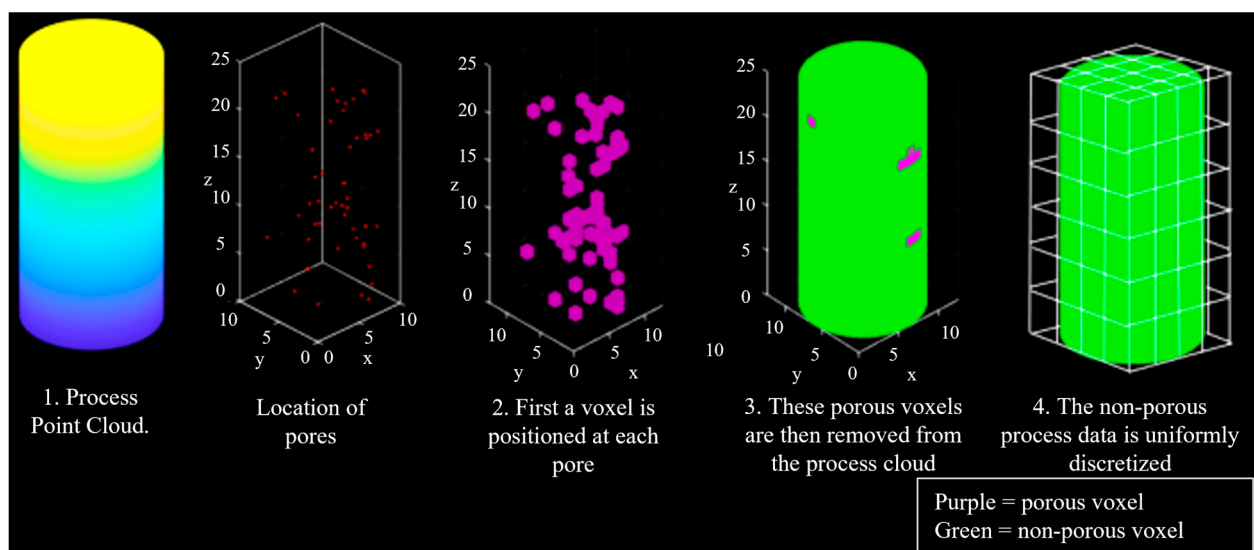 25
20
15
z
10
5
0
10
5
y
0
0
x
5
10
1. Process
Point Cloud.
Location of
pores
25
20
15
z
10
5
0
10
5
y
0
x
5
10
2. First a voxel is
positioned at each
pore
10
25
20
15
z
10
5
0
10
5
y
0
x
5
10
3. These porous voxels
are then removed from
the process cloud
4. The non-porous
process data is uniformly
discretized
Purple = porous voxel
Green = non-porous voxel